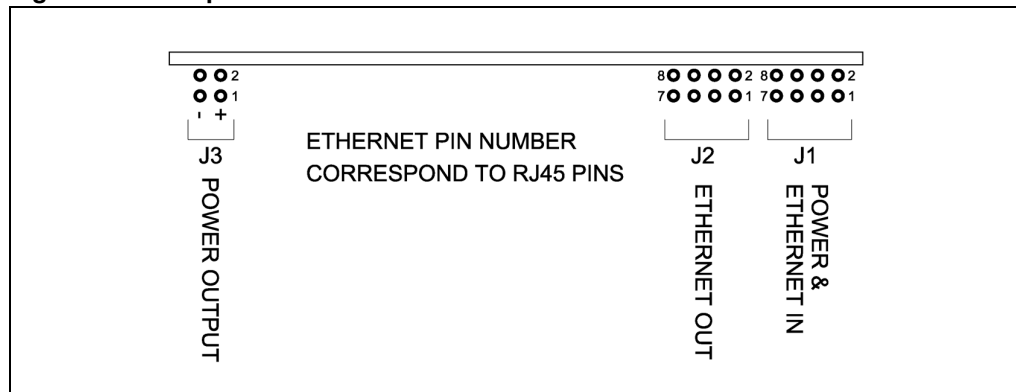 2 8 2 8 2
1 7 1 7 1
- +
J3
POWER OUTPUT
ETHERNET PIN NUMBER
CORRESPOND TO RJ45 PINS
J2
ETHERNET OUT
J1
POWER &
ETHERNET IN